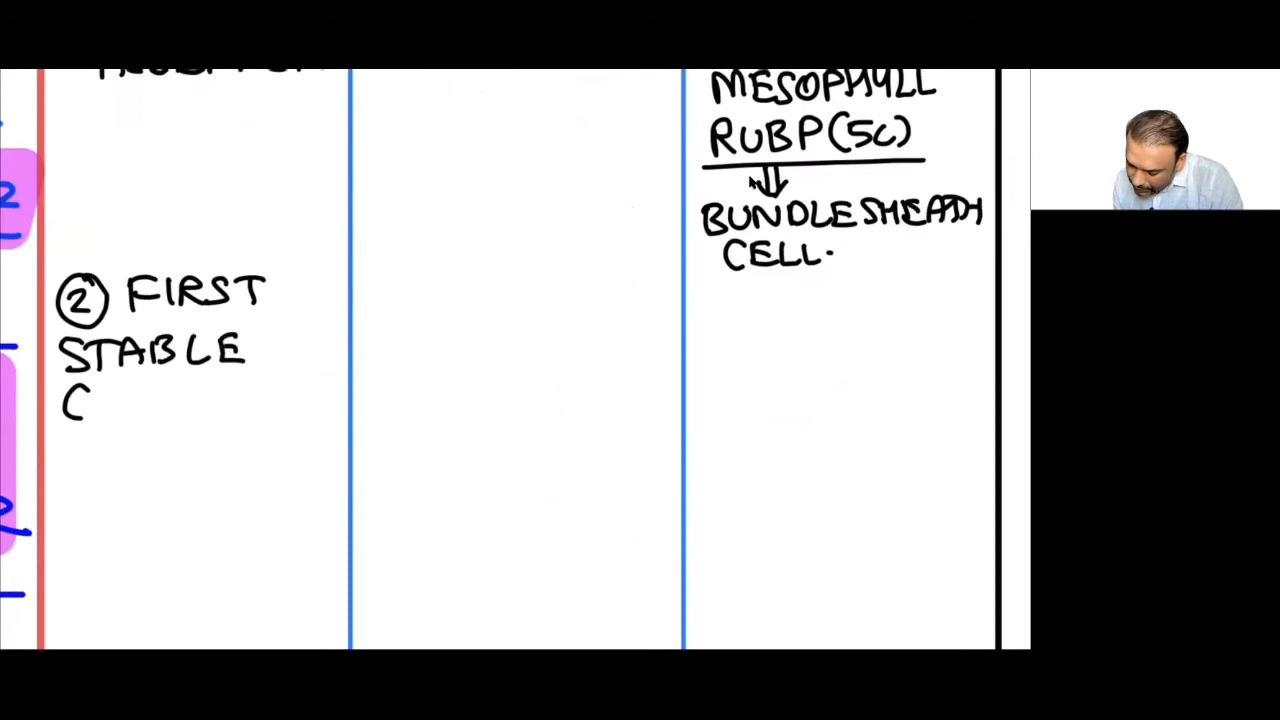 MESOPHYLL
RUBP(5C)
⇓
BUNDLESHEATH
CELL.
2 FIRST
STABLE
C